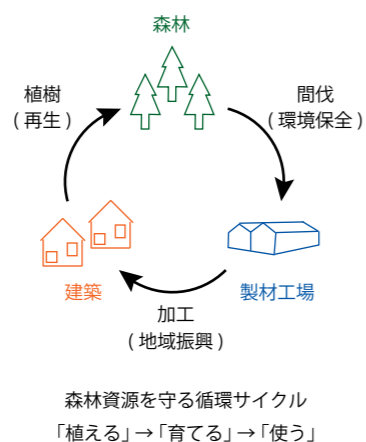 森林
植樹
(再生)
間伐
(環境保全)
建築
製材工場
加工
(地域振興)
森林資源を守る循環サイクル
「植える」→「育てる」→「使う」